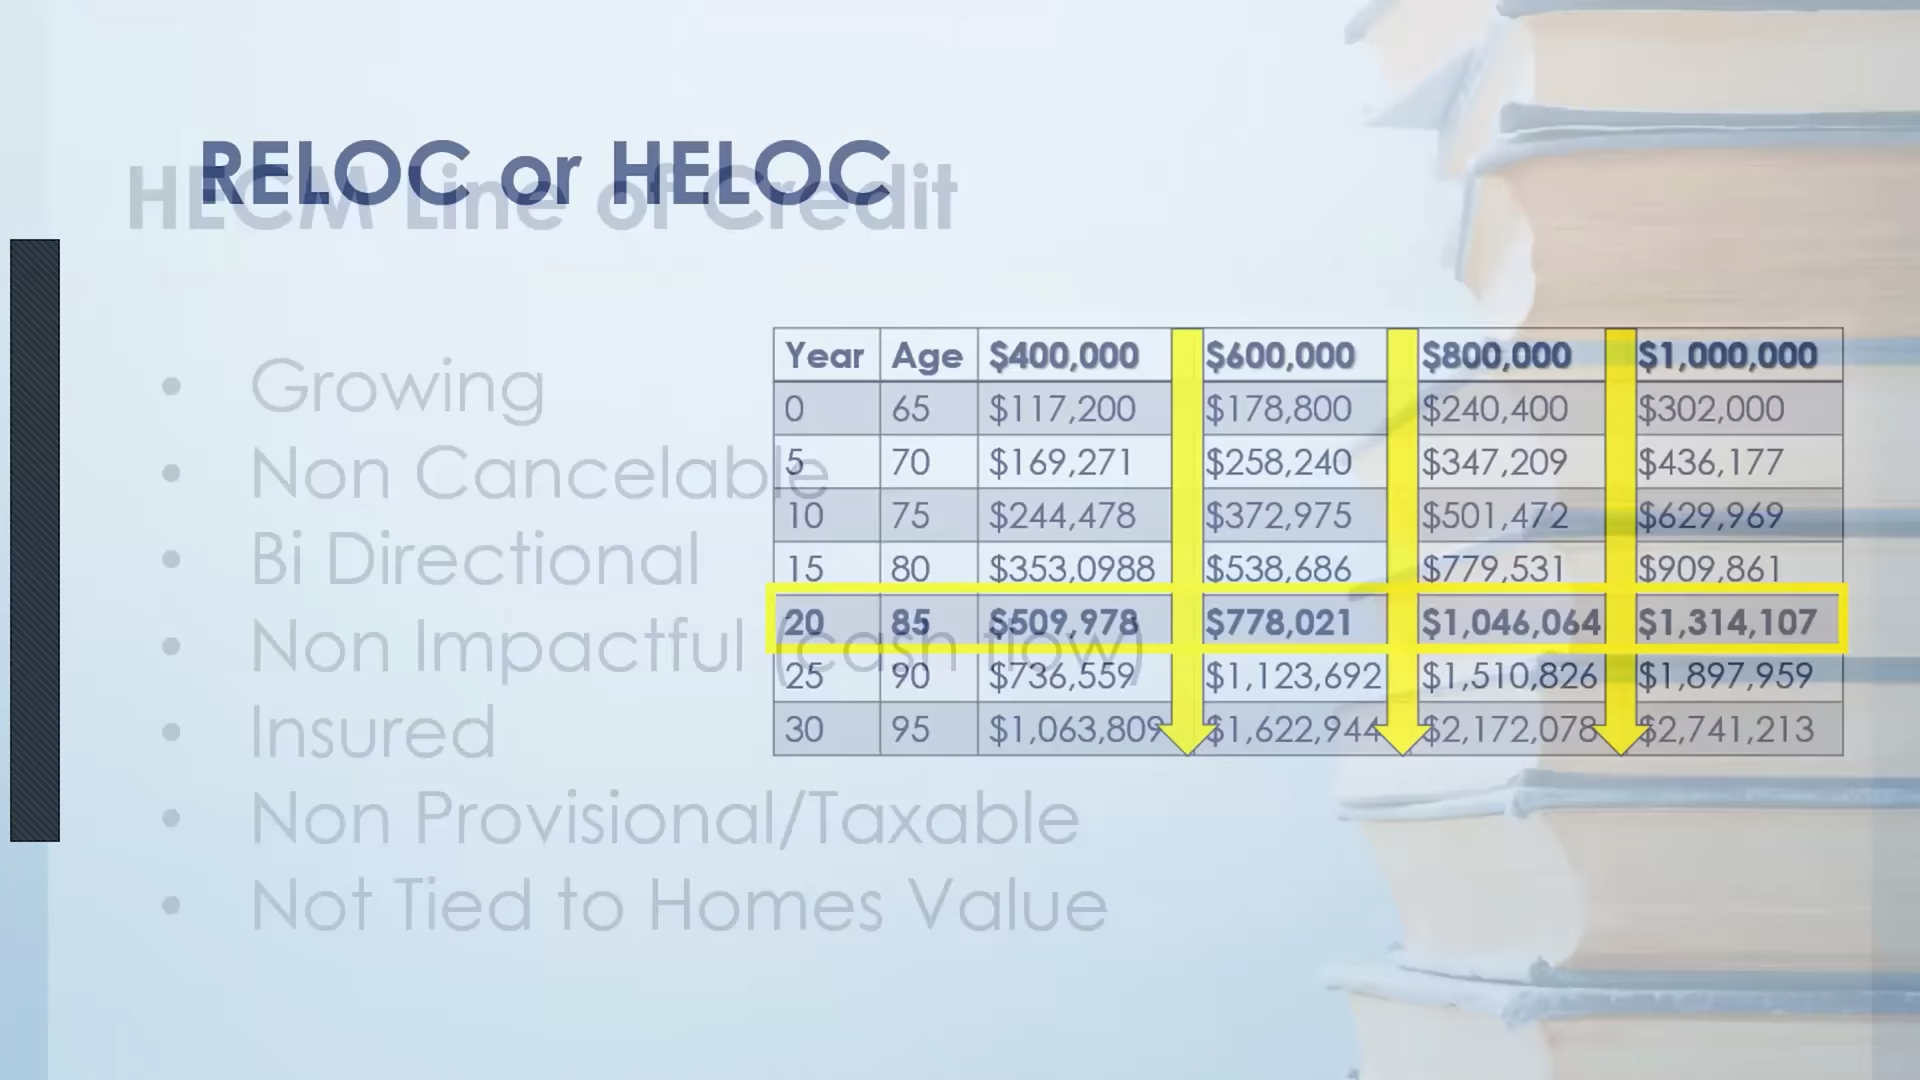 RELOC or HELOC
HECM Line of Credit
• Growing
• Non Cancelable
• Bi Directional
• Non Impactful (cash flow)
• Insured
• Non Provisional/Taxable
• Not Tied to Homes Value
Year Age $400,000 $600,000 $800,000 $1,000,000
0 65 $117,200 $178,800 $240,400 $302,000
5 70 $169,271 $258,240 $347,209 $436,177
10 75 $244,478 $372,975 $501,472 $629,969
15 80 $353,0988 $538,686 $779,531 $909,861
20 85 $509,978 $778,021 $1,046,064 $1,314,107
25 90 $736,559 $1,123,692 $1,510,826 $1,897,959
30 95 $1,063,809 $1,622,944 $2,172,078 $2,741,213